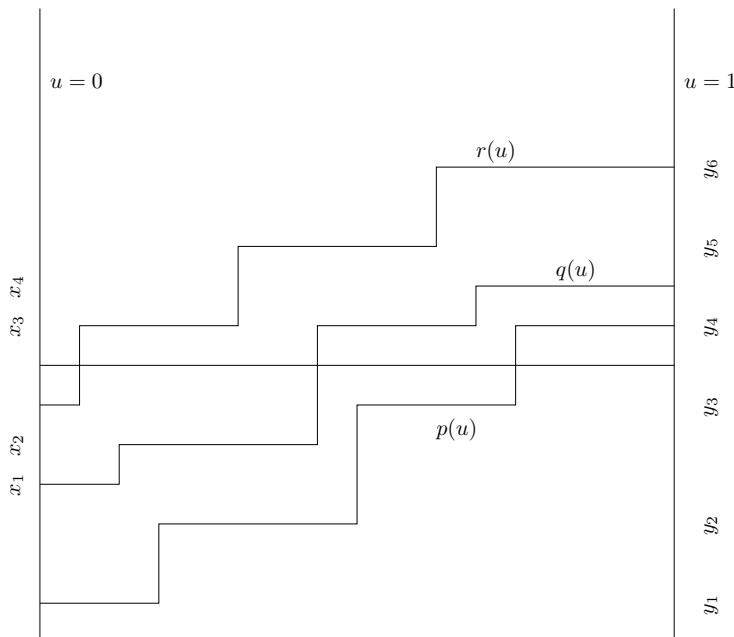 u = 0
u = 1
r(u)
y₆
y₅
q(u)
x₄
x₃
y₄
y₃
p(u)
x₂
x₁
y₂
y₁